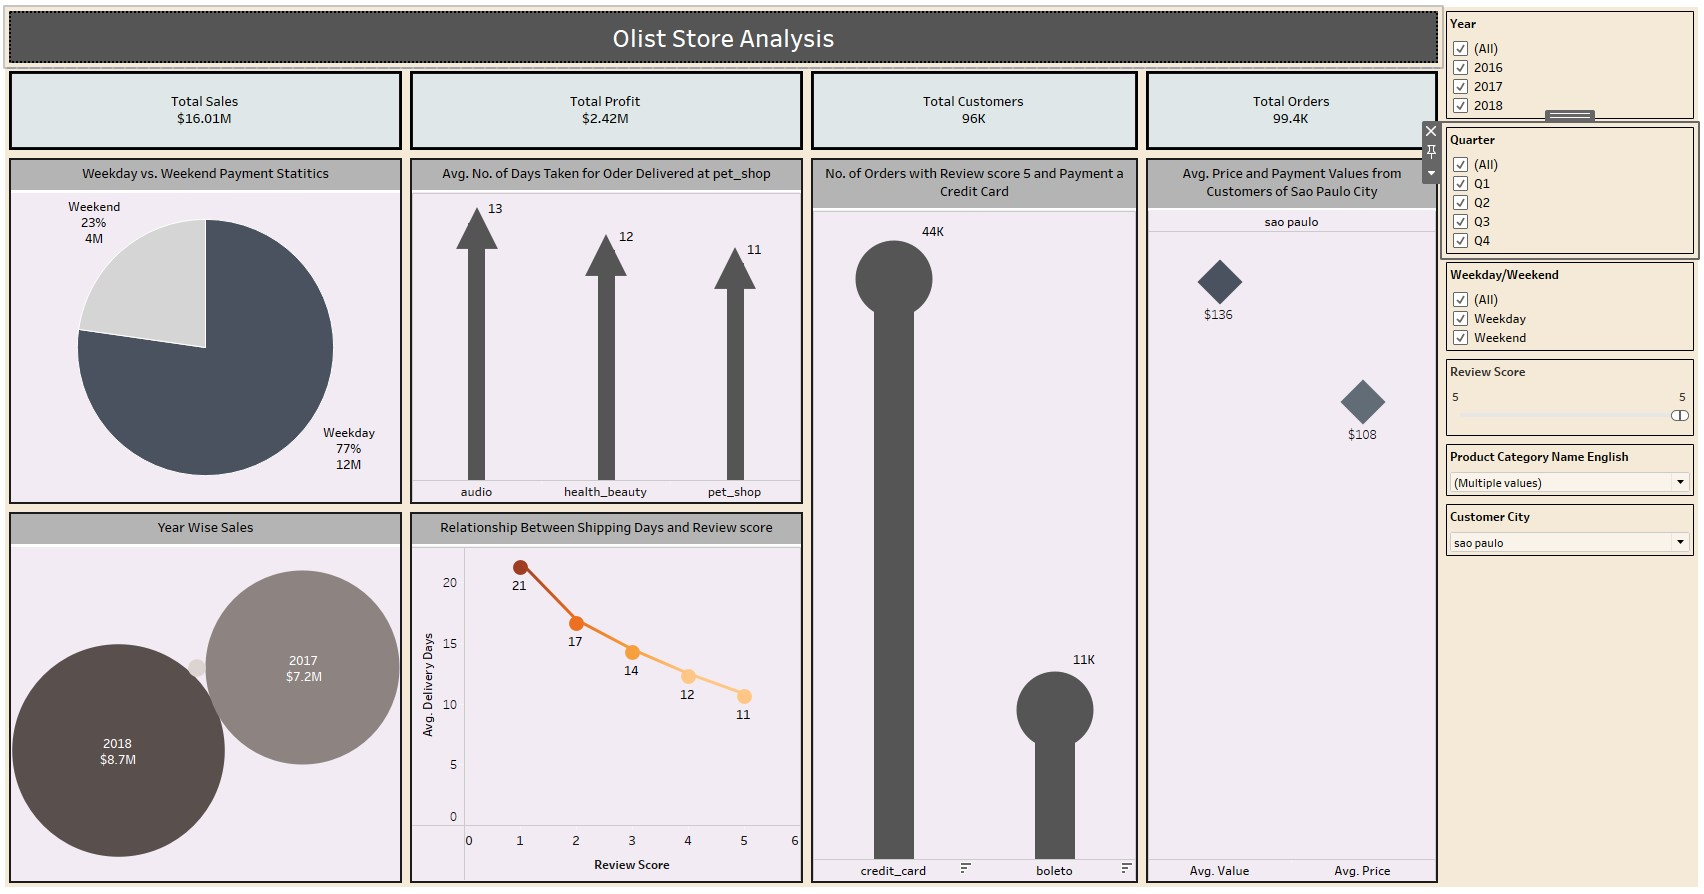 Olist Store Analysis
Total Sales
$16.01M
Total Profit
$2.42M
Total Customers
96K
Total Orders
99.4K
Weekday vs. Weekend Payment Statitics
Weekend
23%
4M
Weekday
77%
12M
Avg. No. of Days Taken for Oder Delivered at pet_shop
13
12
11
audio
health_beauty
pet_shop
No. of Orders with Review score 5 and Payment a
Credit Card
44K
11K
credit_card
boleto
Avg. Price and Payment Values from
Customers of Sao Paulo City
sao paulo
$136
$108
Avg. Value
Avg. Price
Year Wise Sales
2017
$7.2M
2018
$8.7M
Relationship Between Shipping Days and Review score
Avg. Delivery Days
20
15
10
5
0
21
17
14
12
11
0 1 2 3 4 5 6
Review Score
Year
(All)
2016
2017
2018
Quarter
(All)
Q1
Q2
Q3
Q4
Weekday/Weekend
(All)
Weekday
Weekend
Review Score
5 5
Product Category Name English
(Multiple values)
Customer City
sao paulo